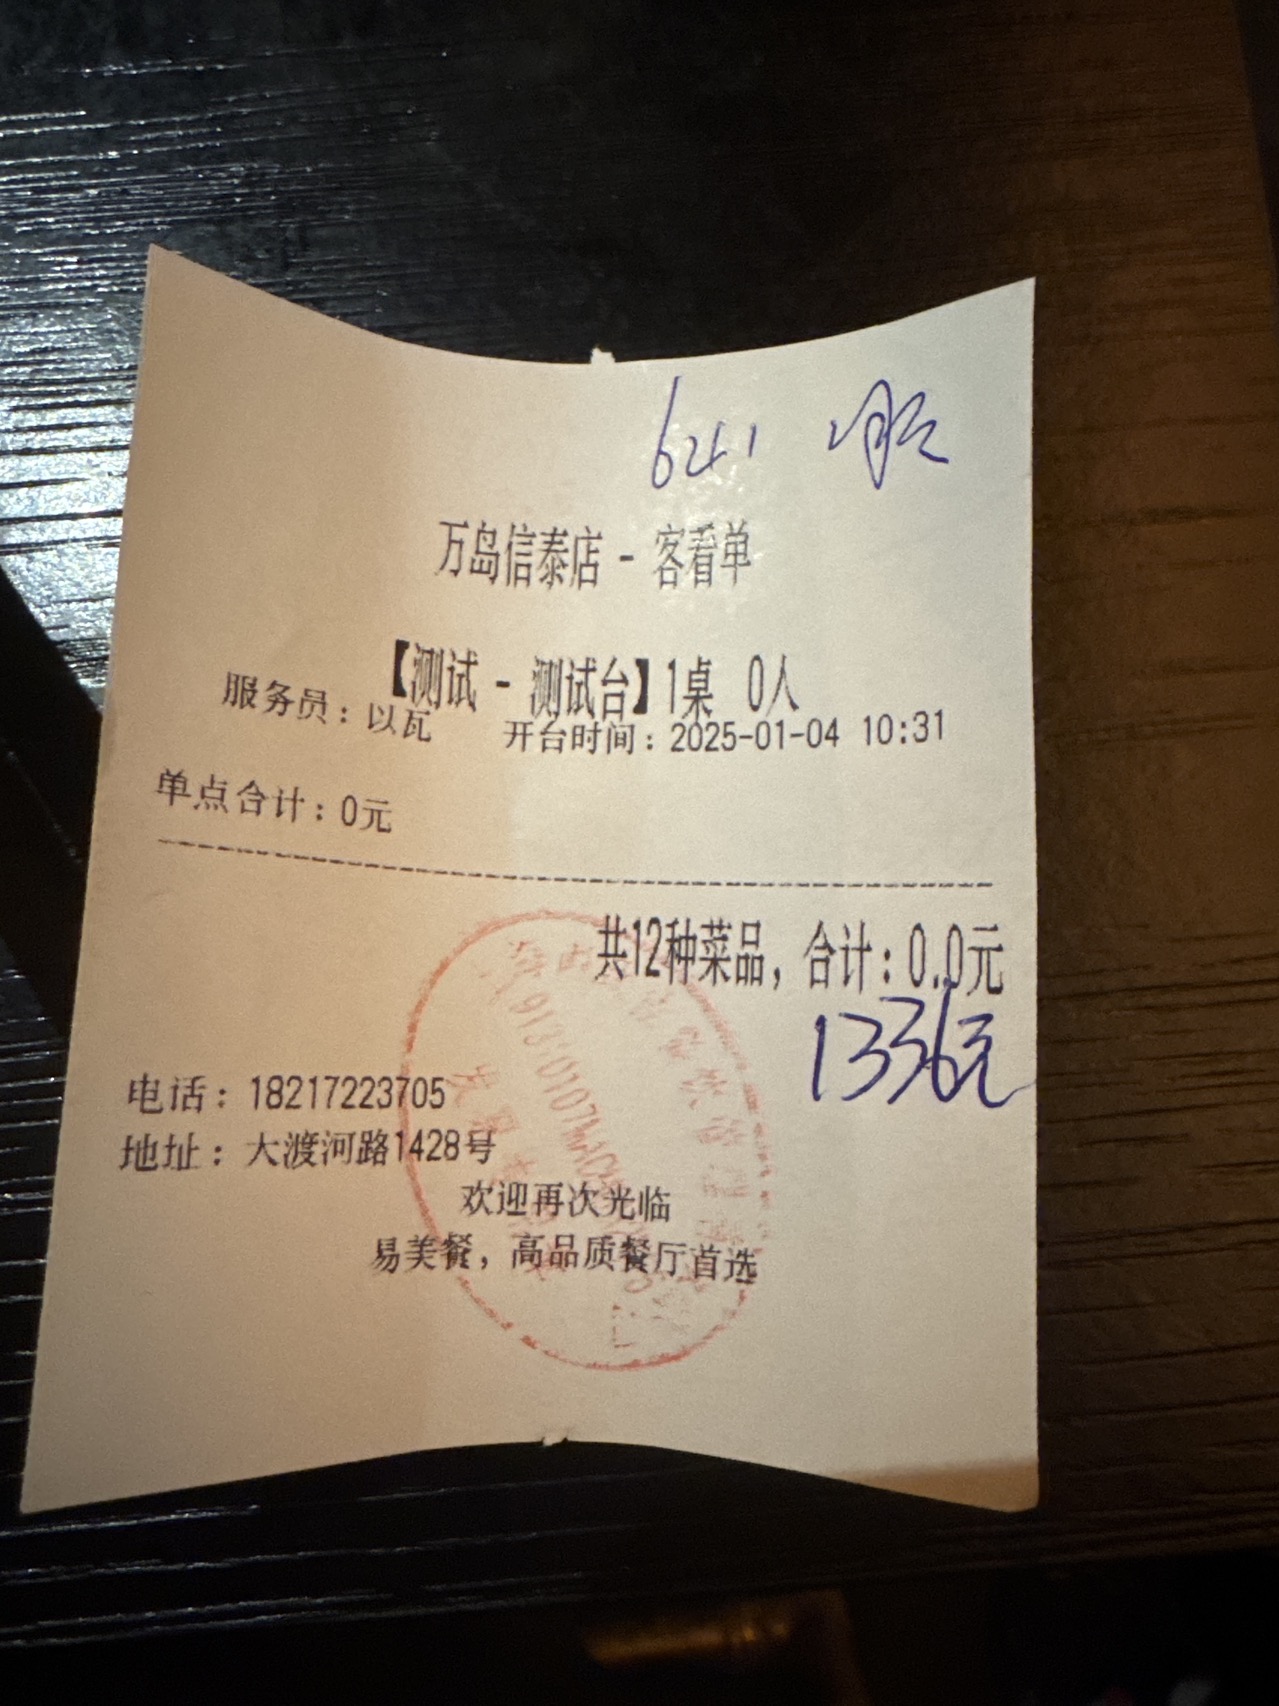 641
万岛信泰店 - 客看单
【测试 - 测试台】1桌 0人
服务员：以瓦 开台时间：2025-01-04 10:31
单点合计：0元
共12种菜品，合计：0.0元
1336元
电话：18217223705
地址：大渡河路1428号
欢迎再次光临
易美餐，高品质餐厅首选